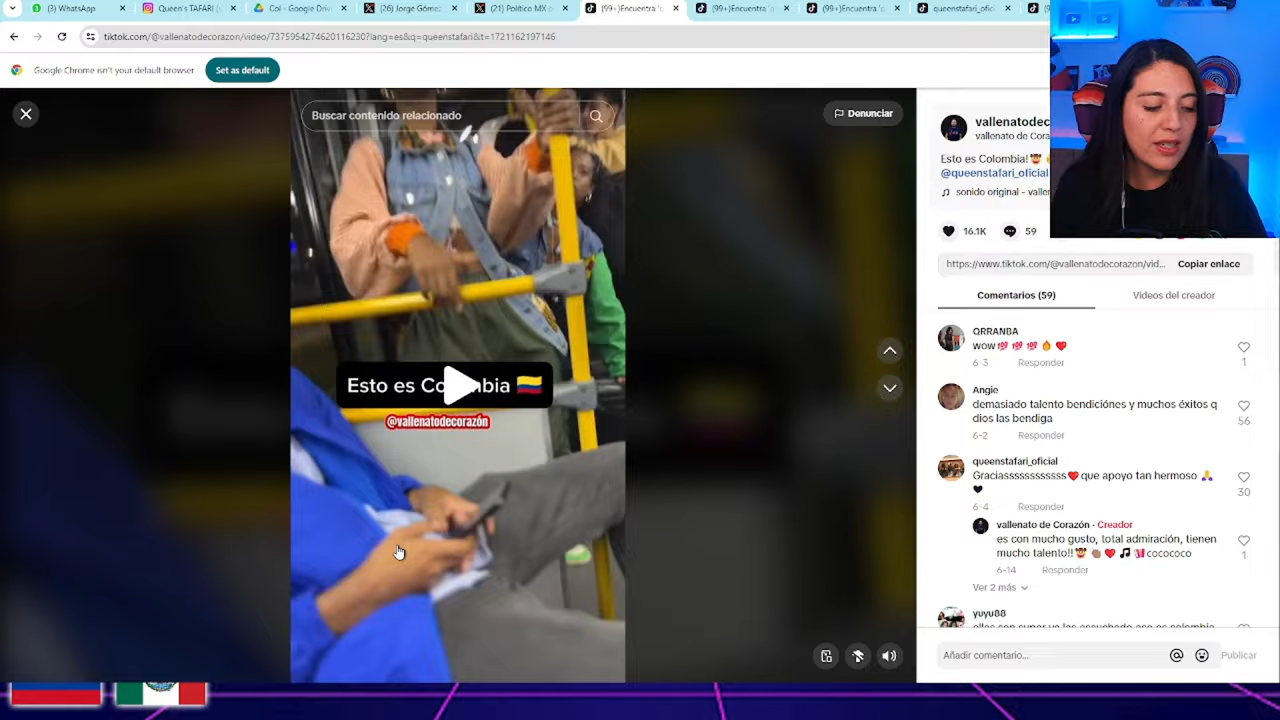 (3) WhatsApp
Queen's TAFARI (
Col - Google Driv
(26) Jorge Gómez
(21) Político MX
(99+)Encuentra '
(99+)Encuentra '
(99+)Encuentra '
queenstafari_ofic
(9
tiktok.com/@vallenatodecorazon/video/7375954274620116230?lang=es&q=queenstafari&t=1721162197146
Google Chrome isn't your default browser
Set as default
Buscar contenido relacionado
Denunciar
Esto es Colombia
@vallenatodecorazón
vallenatodec
vallenato de Cora
Esto es Colombia!
@queenstafari_oficial
sonido original - valler
16.1K
59
https://www.tiktok.com/@vallenatodecorazon/vid...
Copiar enlace
Comentarios (59)
Videos del creador
QRRANBA
wow💯💯💯🔥❤️
6-3 Responder
1
Angie
demasiado talento bendiciónes y muchos éxitos q
dios las bendiga
56
6-2 Responder
queenstafari_oficial
Graciasssssssssss❤️que apoyo tan hermoso 🙏
🖤
30
6-4 Responder
vallenato de Corazón · Creador
es con mucho gusto, total admiración, tienen
mucho talento!!
cocococo
1
6-14 Responder
Ver 2 más
yuyu88
Añadir comentario...
Publicar